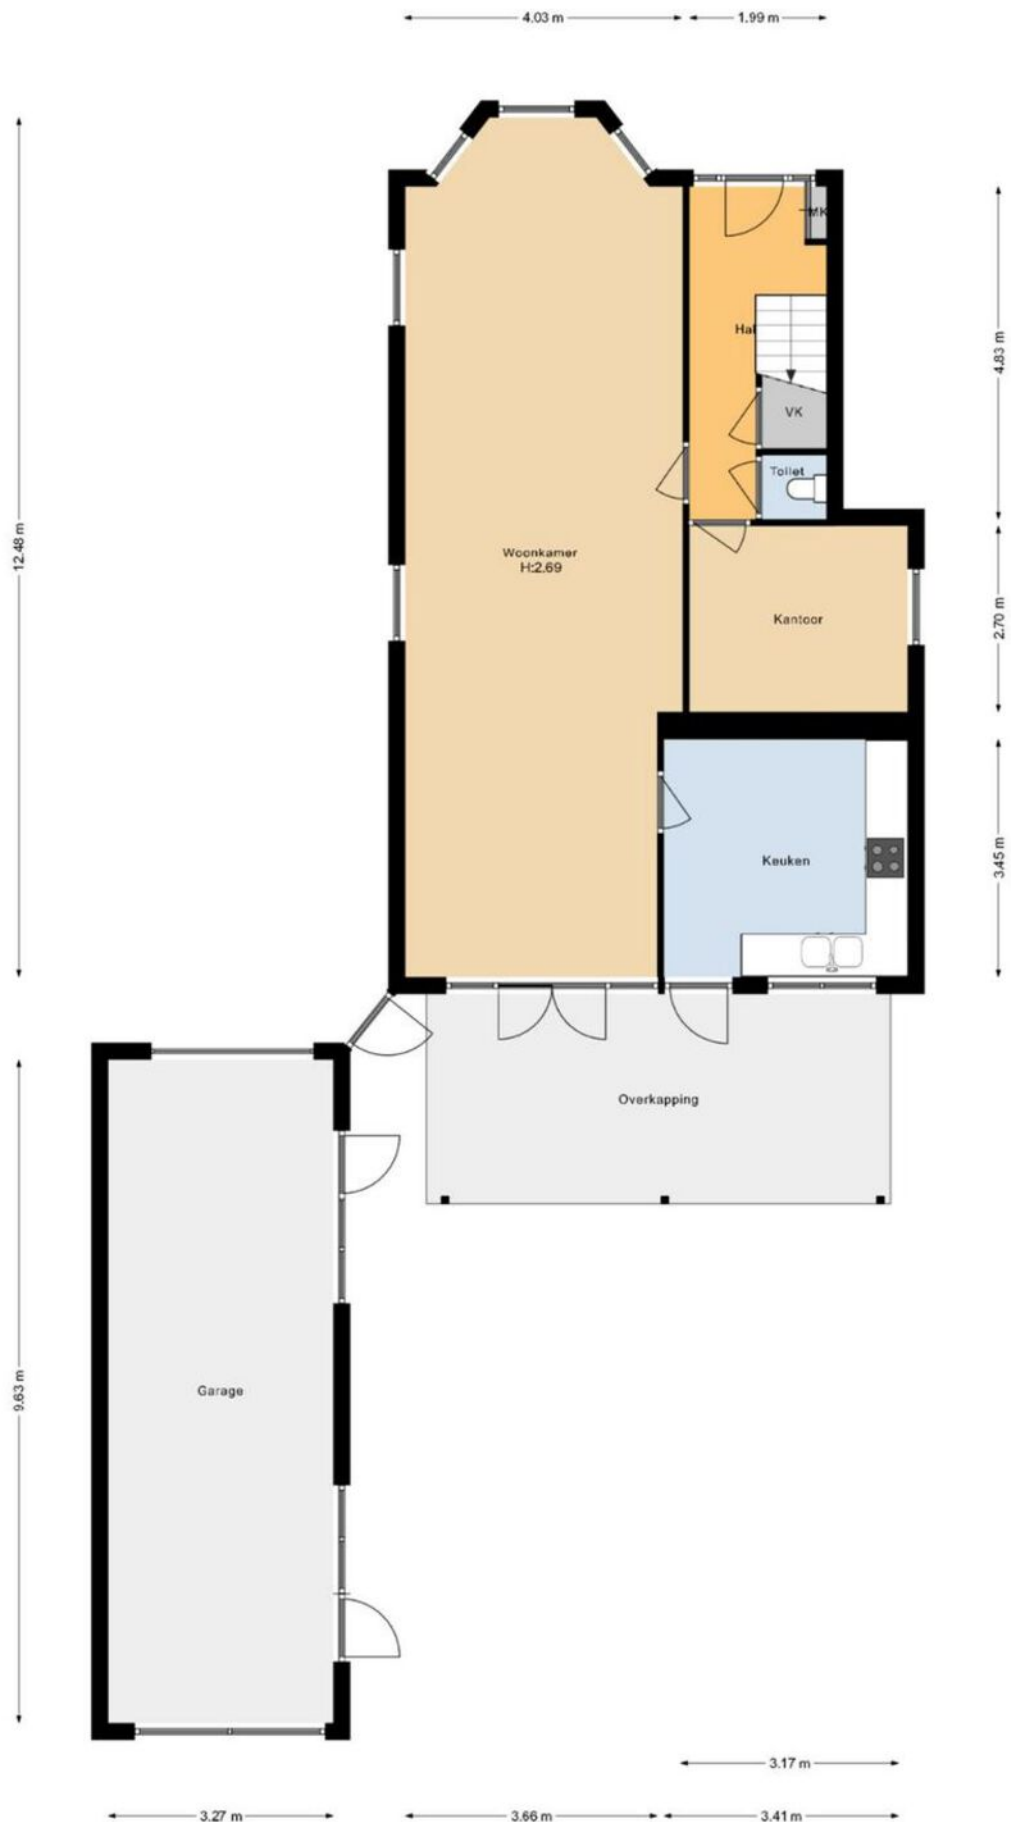 4.03 m
1.99 m
MK
4.83 m
Hal
VK
Toilet
12.48 m
Woonkamer
H:2.69
2.70 m
Kantoor
3.45 m
Keuken
Overkapping
9.63 m
Garage
3.17 m
3.27 m
3.66 m
3.41 m